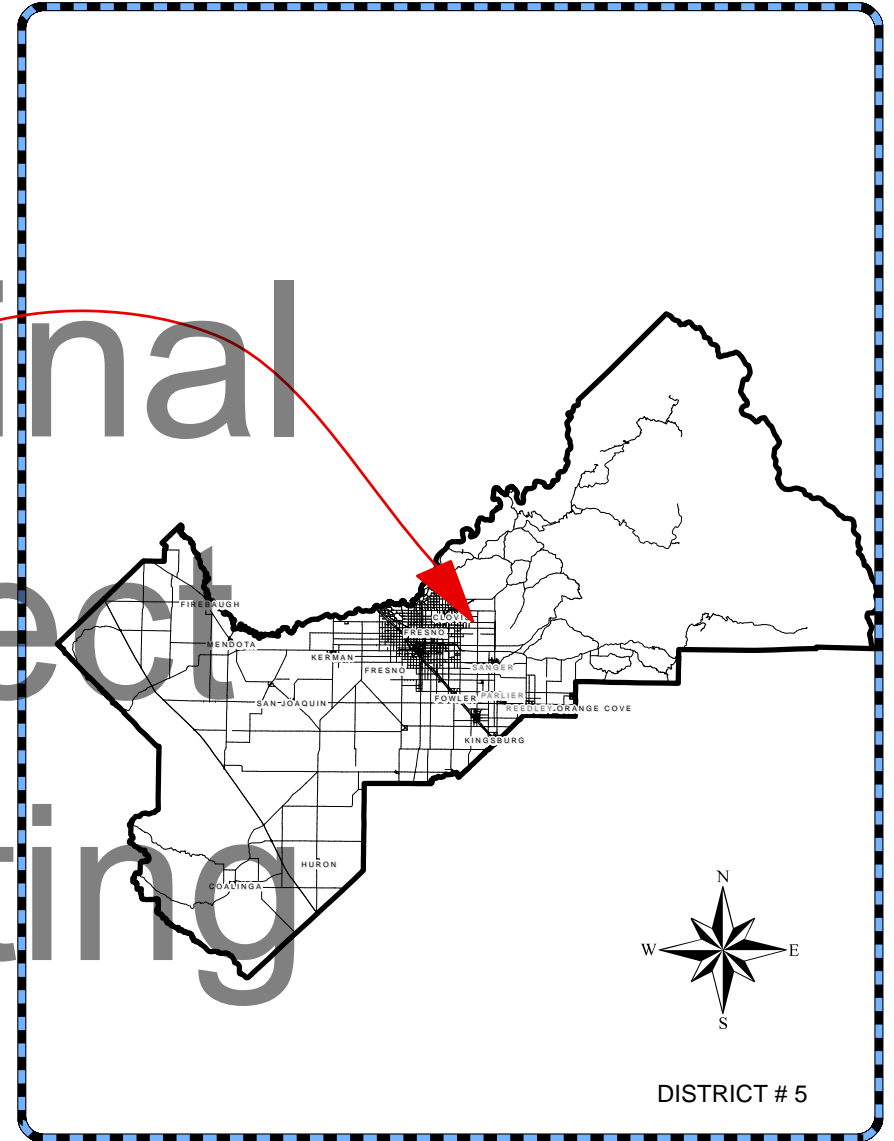 inal
ect
ting
FIREBAUGH
MENDOTA
CLOVIS
FRESNO
KERMAN
FRESNO
SANGER
SAN JOAQUIN
FOWLER
PARLIER
REEDLEY
ORANGE COVE
KINGSBURG
HURON
COALINGA
N
W
E
S
DISTRICT # 5